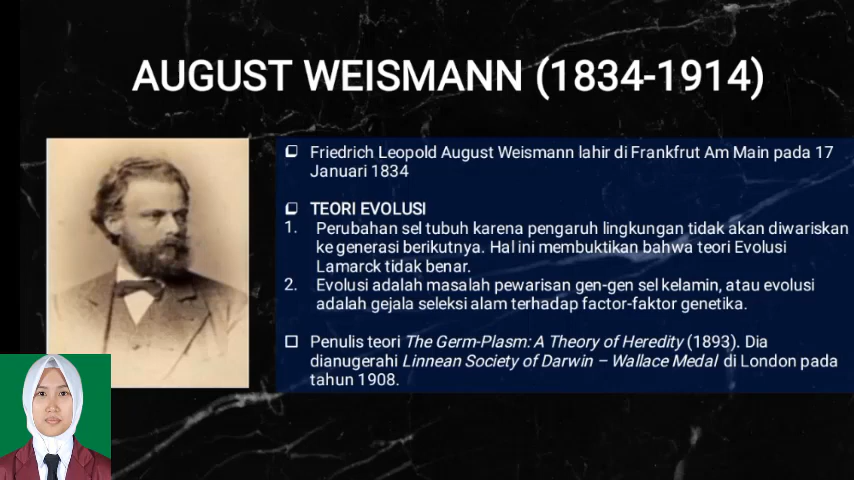 AUGUST WEISMANN (1834-1914)
Friedrich Leopold August Weismann lahir di Frankfrut Am Main pada 17
Januari 1834
TEORI EVOLUSI
1. Perubahan sel tubuh karena pengaruh lingkungan tidak akan diwariskan
ke generasi berikutnya. Hal ini membuktikan bahwa teori Evolusi
Lamarck tidak benar.
2. Evolusi adalah masalah pewarisan gen-gen sel kelamin, atau evolusi
adalah gejala seleksi alam terhadap factor-faktor genetika.
Penulis teori The Germ-Plasm: A Theory of Heredity (1893). Dia
dianugerahi Linnean Society of Darwin – Wallace Medal di London pada
tahun 1908.